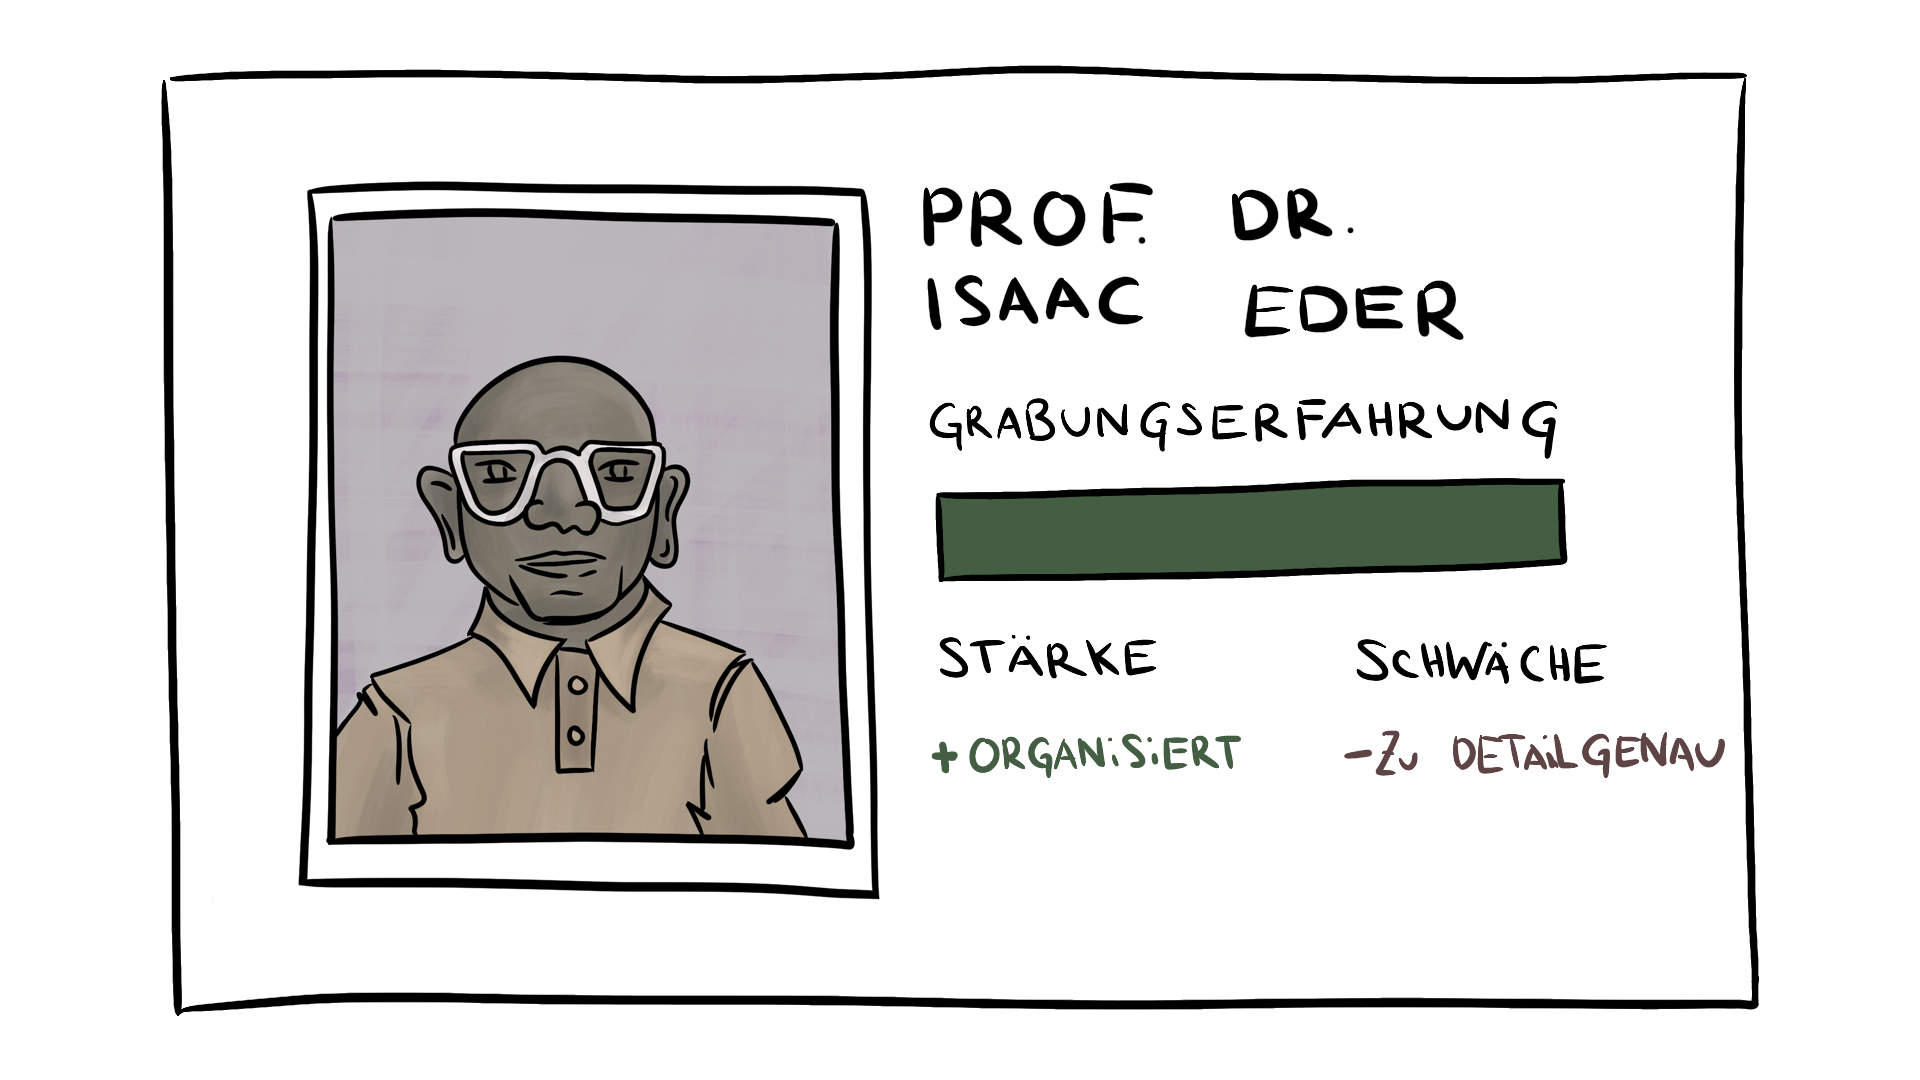 PROF. DR.
ISAAC EDER
GRABUNGSERFAHRUNG
STÄRKE SCHWÄCHE
+ORGANiSiERT -Zu DETAiLGENAU